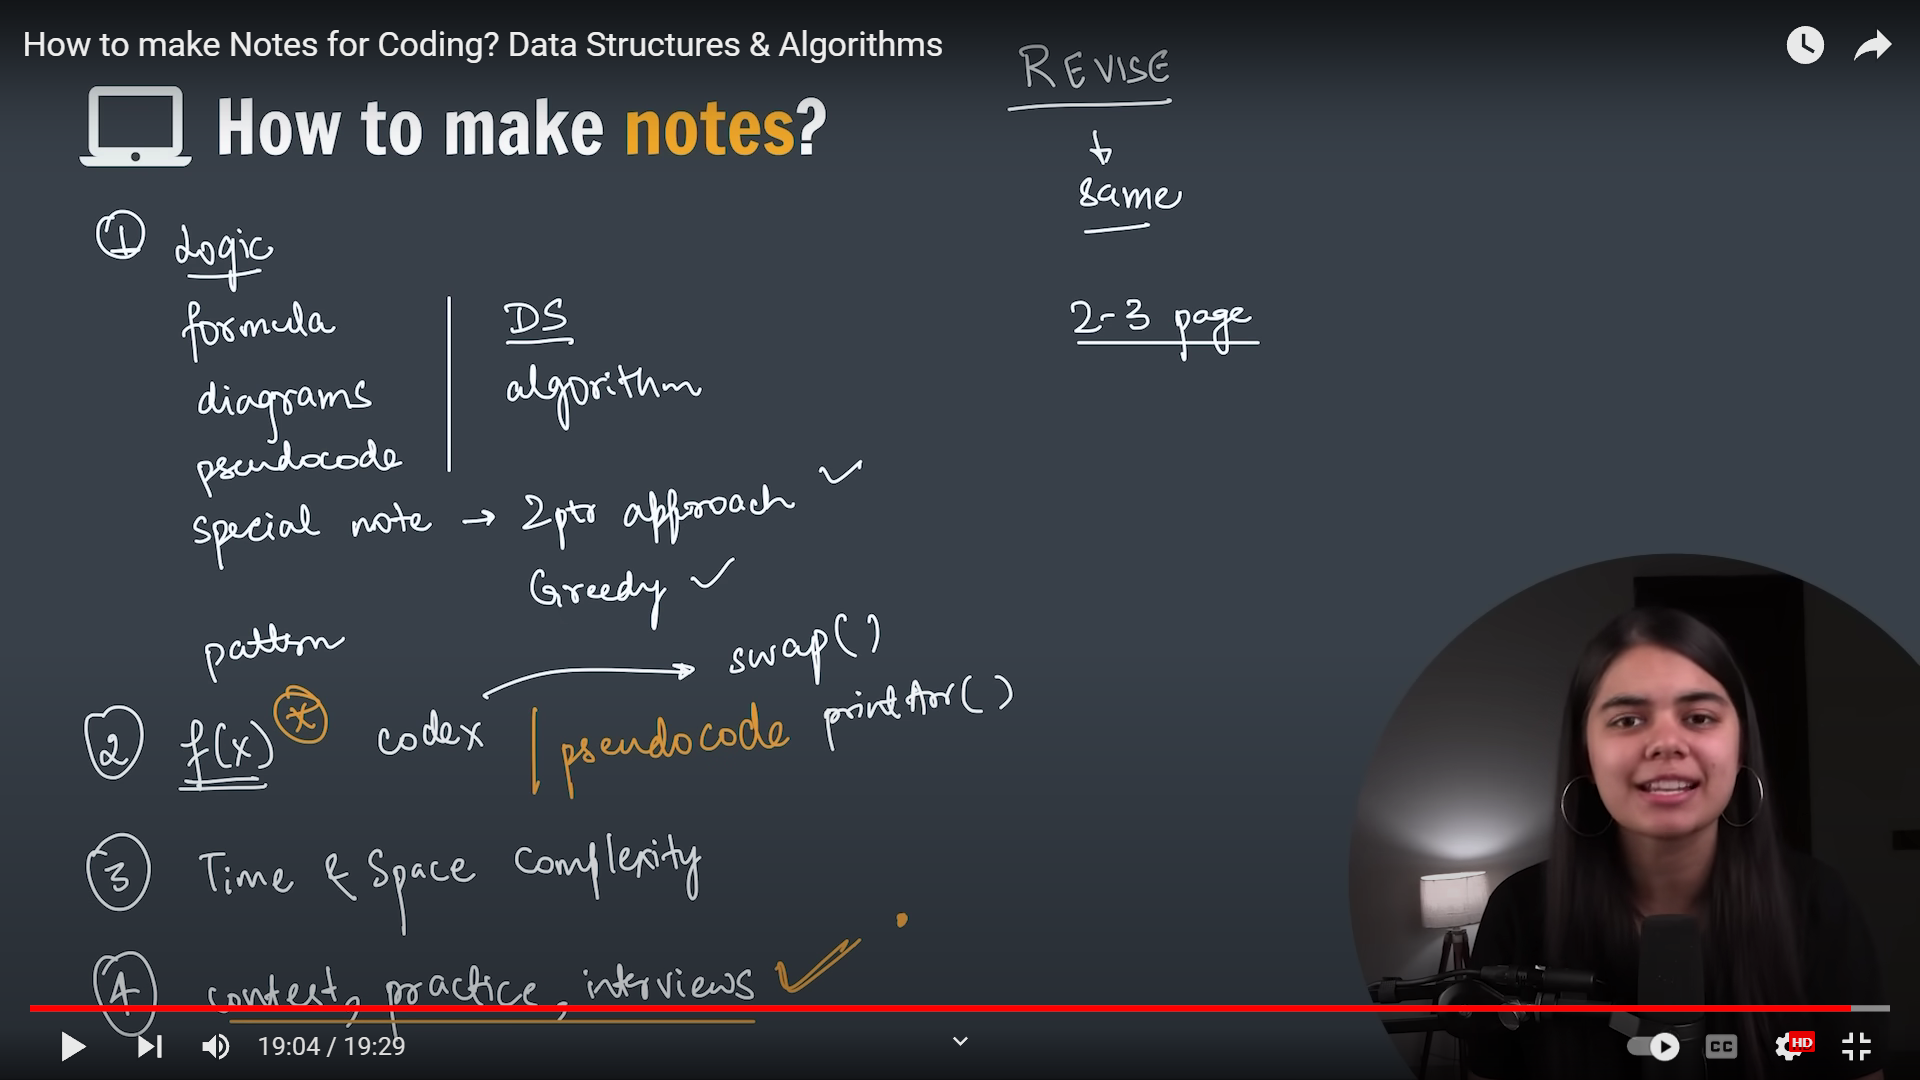 How to make Notes for Coding? Data Structures & Algorithms
How to make notes?
REVISE
same
2-3 page
① Logic
formula
diagrams
pseudocode
DS
algorithm
special note → 2ptr approach ✓
Greedy ✓
pattern
② f(x) * codex → swap()
printArr()
| pseudocode
③ Time & Space Complexity
④ contest, practice, interviews ✓
19:04 / 19:29
CC
HD